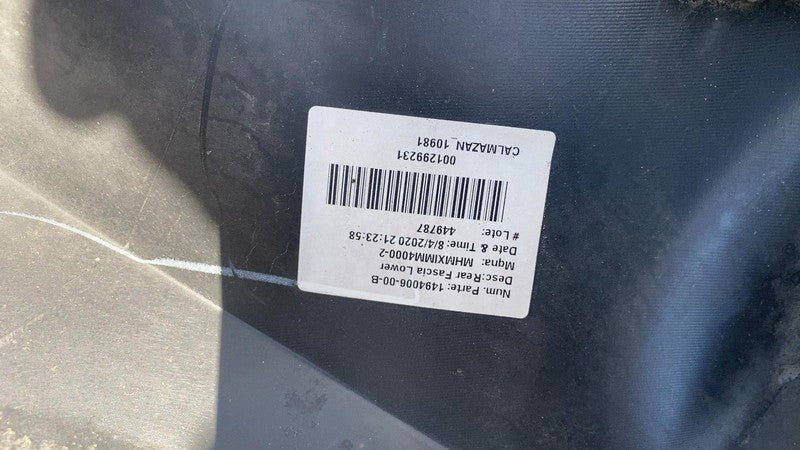 Num. Parte: 1494006-00-B
Desc:Rear Fascia Lower
Mqna: MHMXIMM4000-2
Date & Time: 8/4/2020 21:23:58
# Lote: 449787
001299231
CALMAZAN_10981